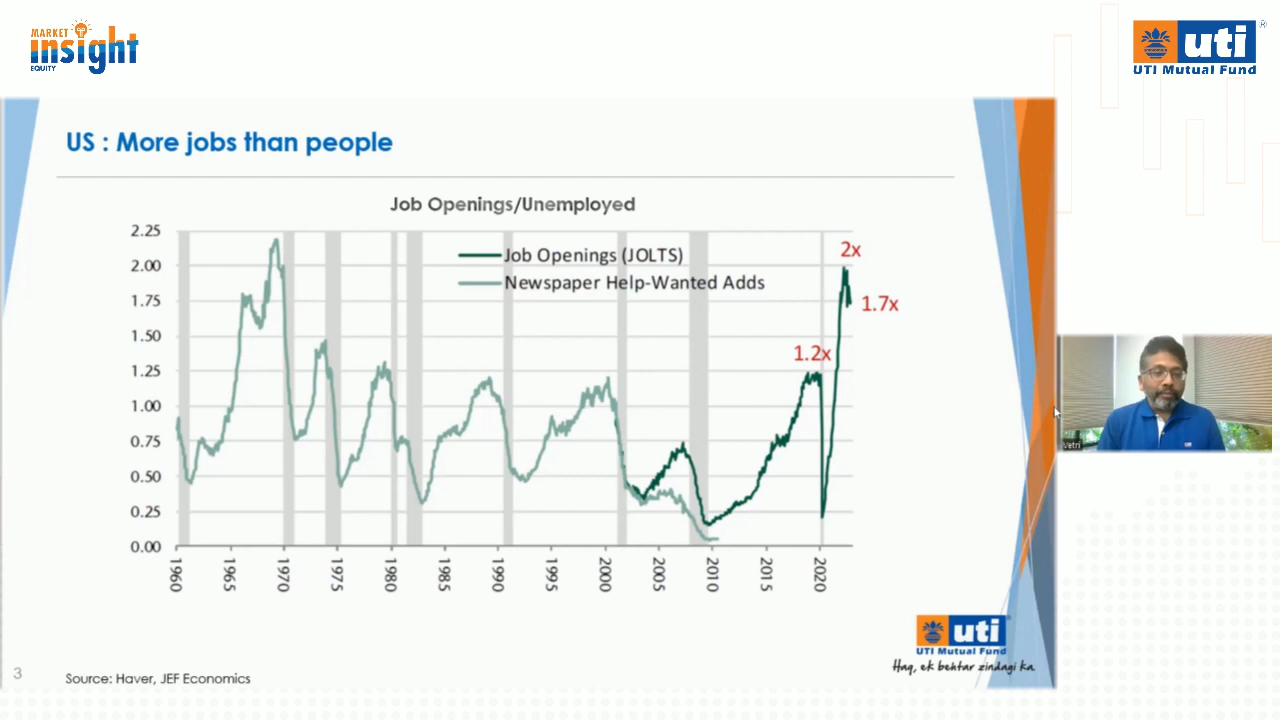 MARKET
insight
EQUITY
uti
®
UTI Mutual Fund
US : More jobs than people
Job Openings/Unemployed
2.25
2.00
1.75
1.50
1.25
1.00
0.75
0.50
0.25
0.00
Job Openings (JOLTS)
Newspaper Help-Wanted Adds
2x
1.7x
1.2x
1960
1965
1970
1975
1980
1985
1990
1995
2000
2005
2010
2015
2020
Vetri
uti
UTI Mutual Fund
Haq, ek behtar zindagi ka.
3
Source: Haver, JEF Economics